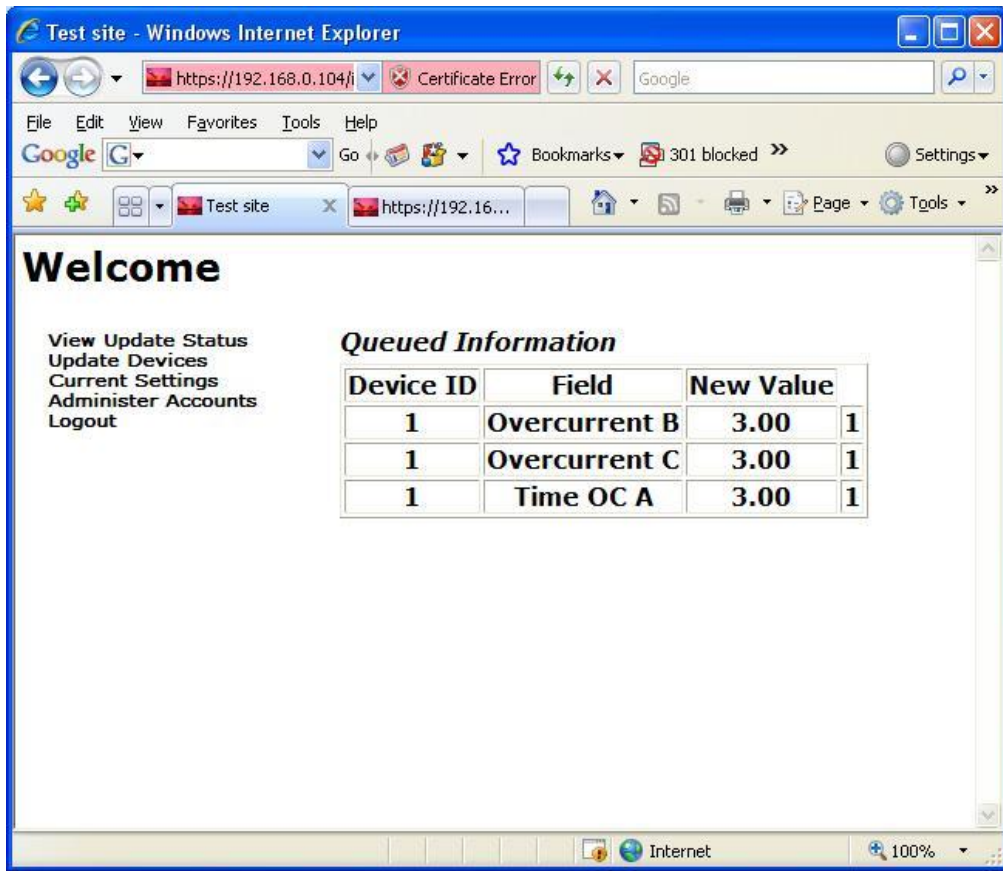 Test site - Windows Internet Explorer
https://192.168.0.104/i Certificate Error Google
File Edit View Favorites Tools Help
Google G Go Bookmarks 301 blocked » Settings
Test site https://192.16... Page Tools »
Welcome
View Update Status
Update Devices
Current Settings
Administer Accounts
Logout
Queued Information
Device ID Field New Value
1 Overcurrent B 3.00 1
1 Overcurrent C 3.00 1
1 Time OC A 3.00 1
Internet 100%